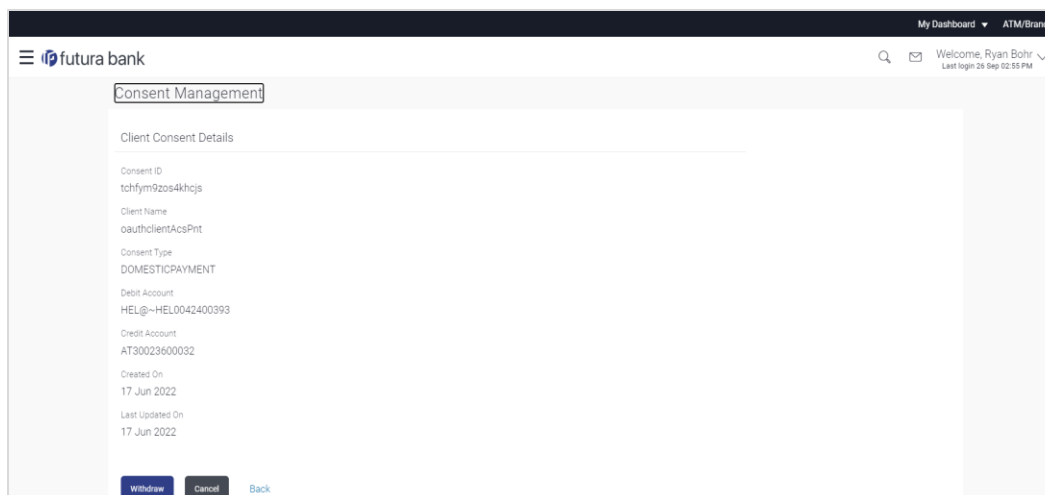 My Dashboard ATM/Branc
futura bank Welcome, Ryan Bohr
Last login 26 Sep 02:55 PM
Consent Management
Client Consent Details
Consent ID
tchfym9zos4khcjs
Client Name
oauthclientAcsPnt
Consent Type
DOMESTICPAYMENT
Debit Account
HEL@~HEL0042400393
Credit Account
AT30023600032
Created On
17 Jun 2022
Last Updated On
17 Jun 2022
Withdraw Cancel Back